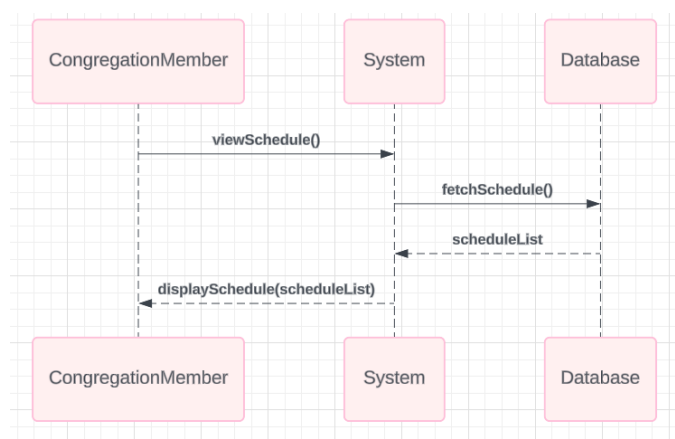 CongregationMember
System
Database
viewSchedule()
fetchSchedule()
scheduleList
displaySchedule(scheduleList)
CongregationMember
System
Database